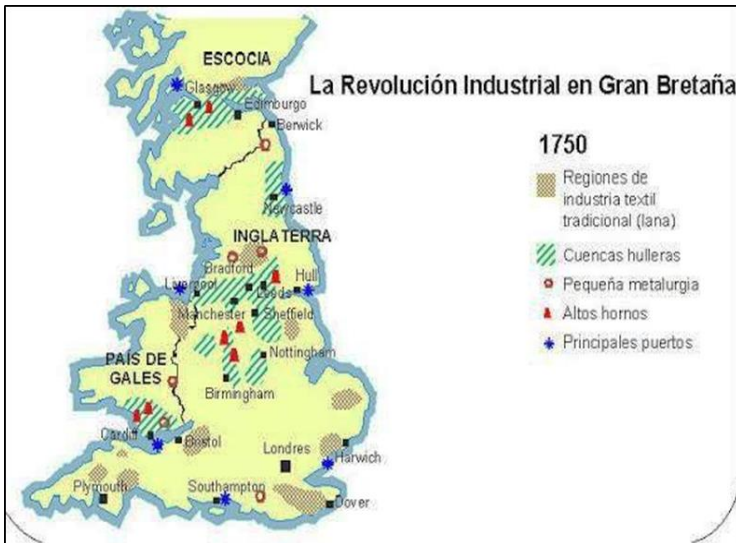 ESCOCIA
La Revolución Industrial en Gran Bretaña
Glasgow
Edimburgo
Berwick
1750
Regiones de
industria textil
tradicional (lana)
Newcastle
INGLATERRA
Cuencas hulleras
Bradford
Hull
Liverpool
Leeds
Pequeña metalurgia
Manchester
Sheffield
Altos hornos
Principales puertos
PAÍS DE
GALES
Nottingham
Birmingham
Cardiff
Bristol
Londres
Harwich
Plymouth
Southampton
Dover